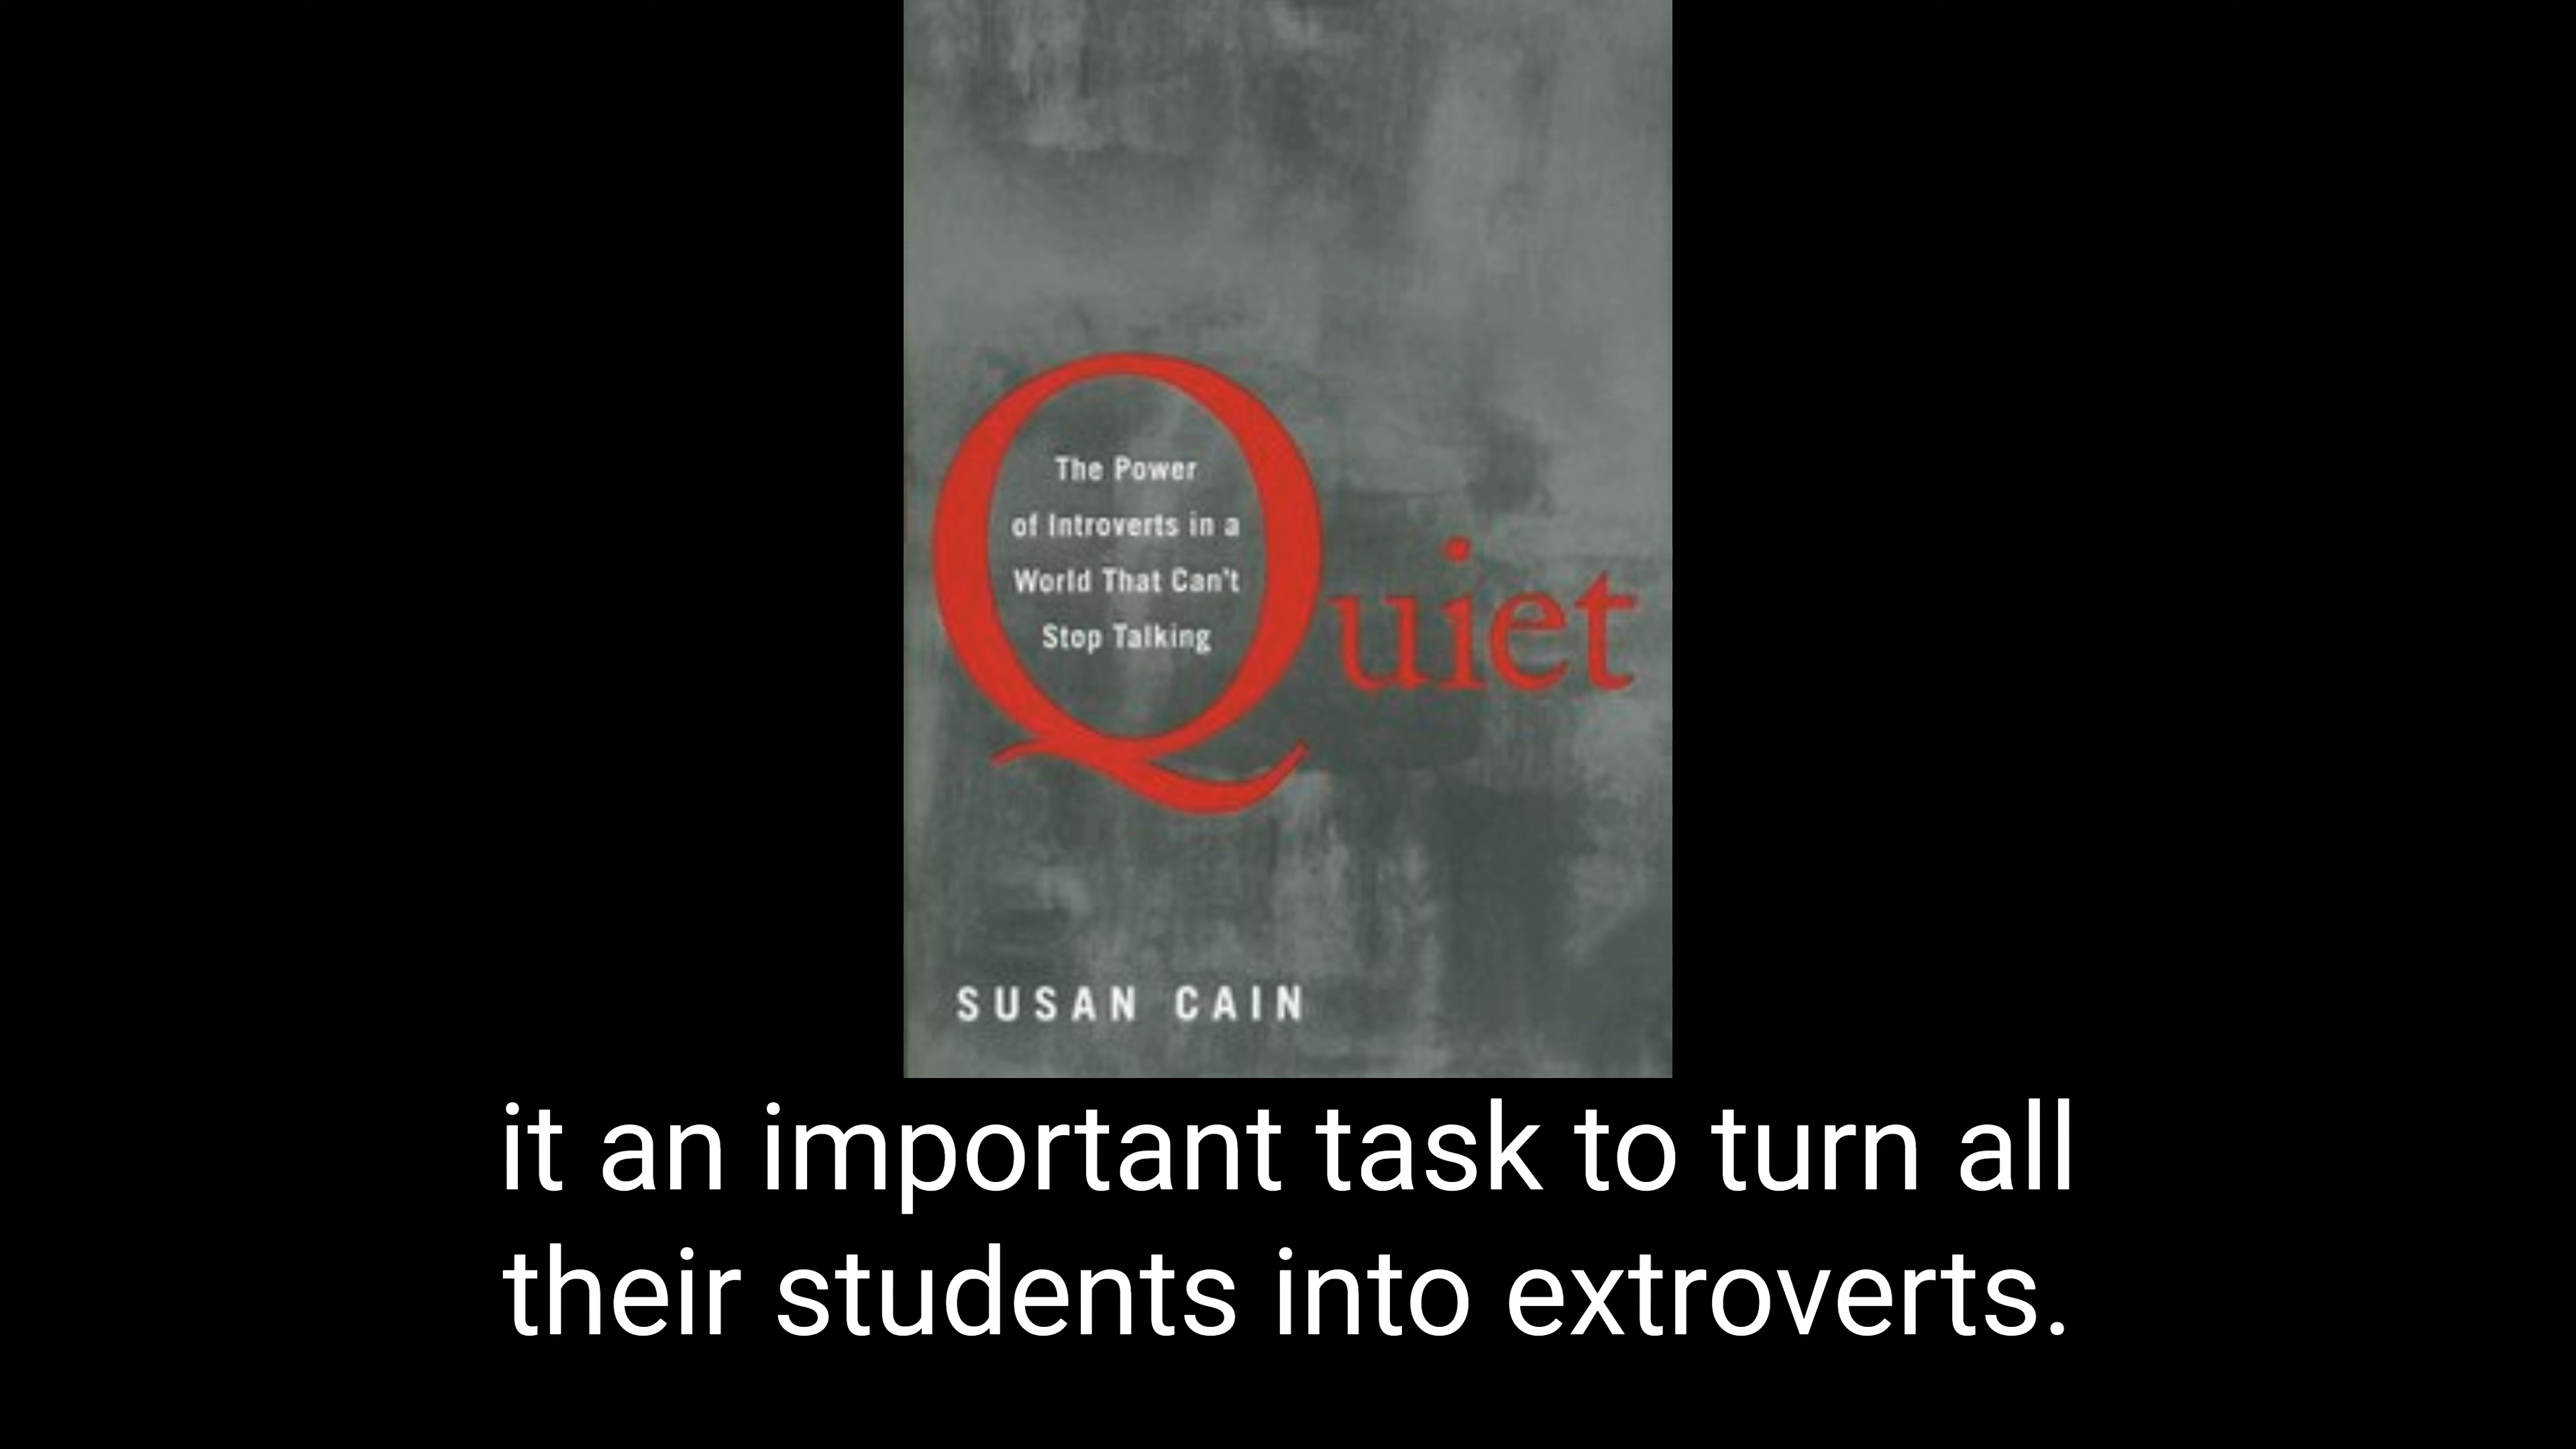 The Power
of Introverts in a
World That Can't
Stop Talking
Quiet
SUSAN CAIN
it an important task to turn all
their students into extroverts.